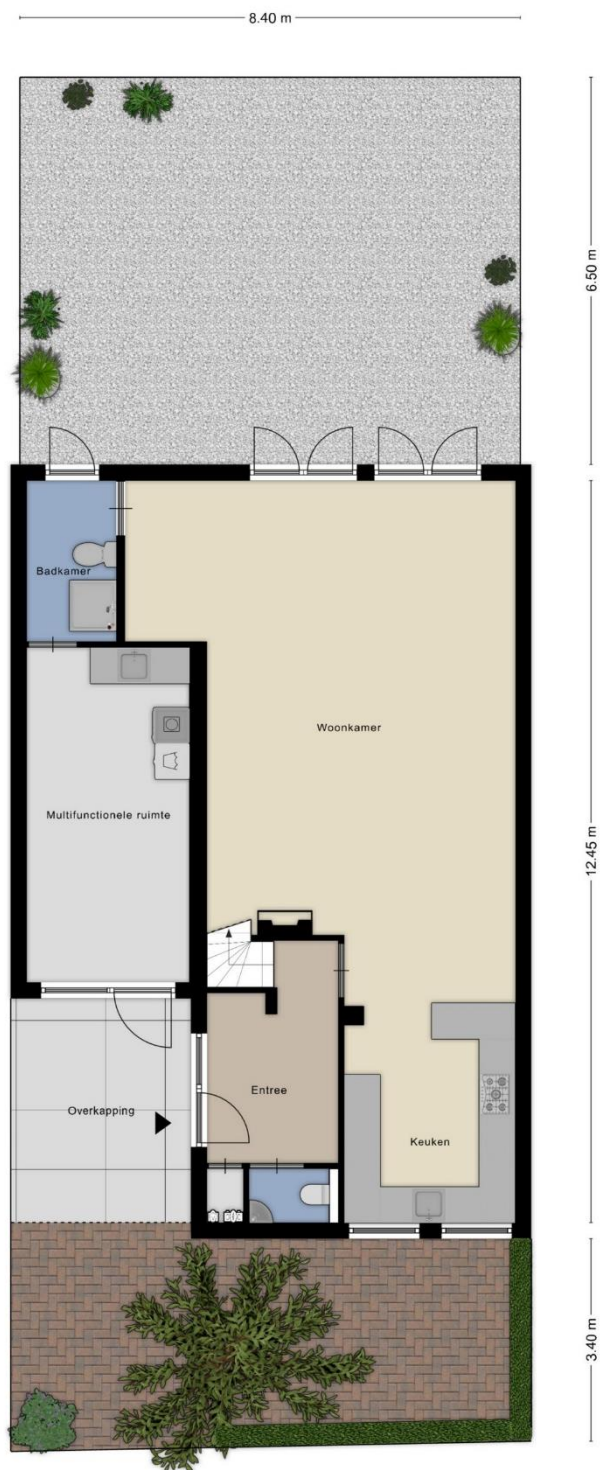 8.40 m
6.50 m
Badkamer
Woonkamer
Multifunctionele ruimte
12.45 m
Entree
Overkapping
Keuken
3.40 m